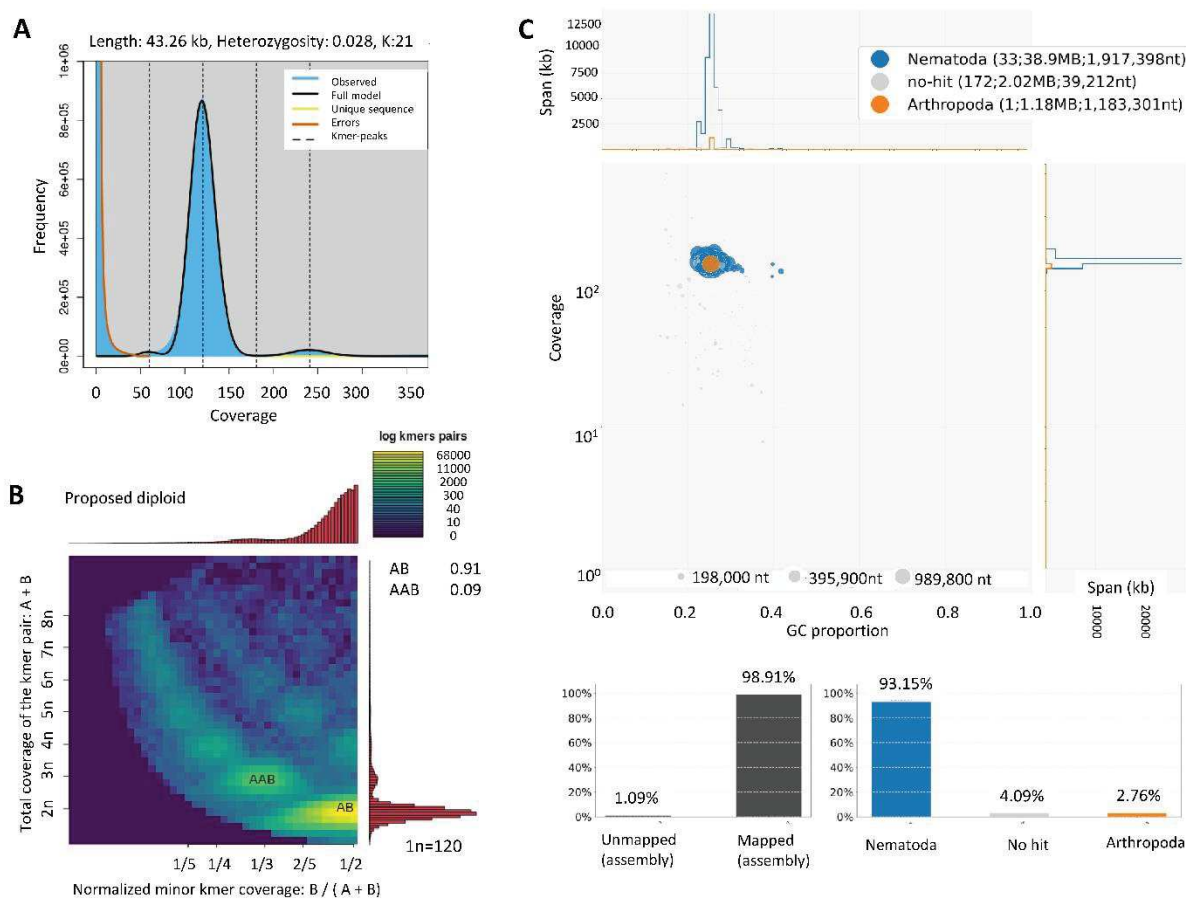 A
Length: 43.26 kb, Heterozygosity: 0.028, K:21
Observed
Full model
Unique sequence
Errors
Kmer-peaks
Frequency
1e+06
8e+05
6e+05
4e+05
2e+05
0e+00
0 50 100 150 200 250 300 350
Coverage
B
Proposed diploid
log kmers pairs
68000
11000
2000
300
40
10
0
AB 0.91
AAB 0.09
Total coverage of the kmer pair: A + B
8n
7n
6n
5n
4n
3n
2n
AAB
AB
1n=120
1/5 1/4 1/3 2/5 1/2
Normalized minor kmer coverage: B / ( A + B)
C
Span (kb)
12500
10000
7500
5000
2500
Nematoda (33;38.9MB;1,917,398nt)
no-hit (172;2.02MB;39,212nt)
Arthropoda (1;1.18MB;1,183,301nt)
Coverage
10²
10¹
10⁰
198,000 nt 395,900nt 989,800 nt
0.0 0.2 0.4 0.6 0.8 1.0
GC proportion
Span (kb)
10000
20000
100%
80%
60%
40%
20%
0%
1.09%
98.91%
Unmapped (assembly)
Mapped (assembly)
100%
80%
60%
40%
20%
0%
93.15%
4.09%
2.76%
Nematoda
No hit
Arthropoda